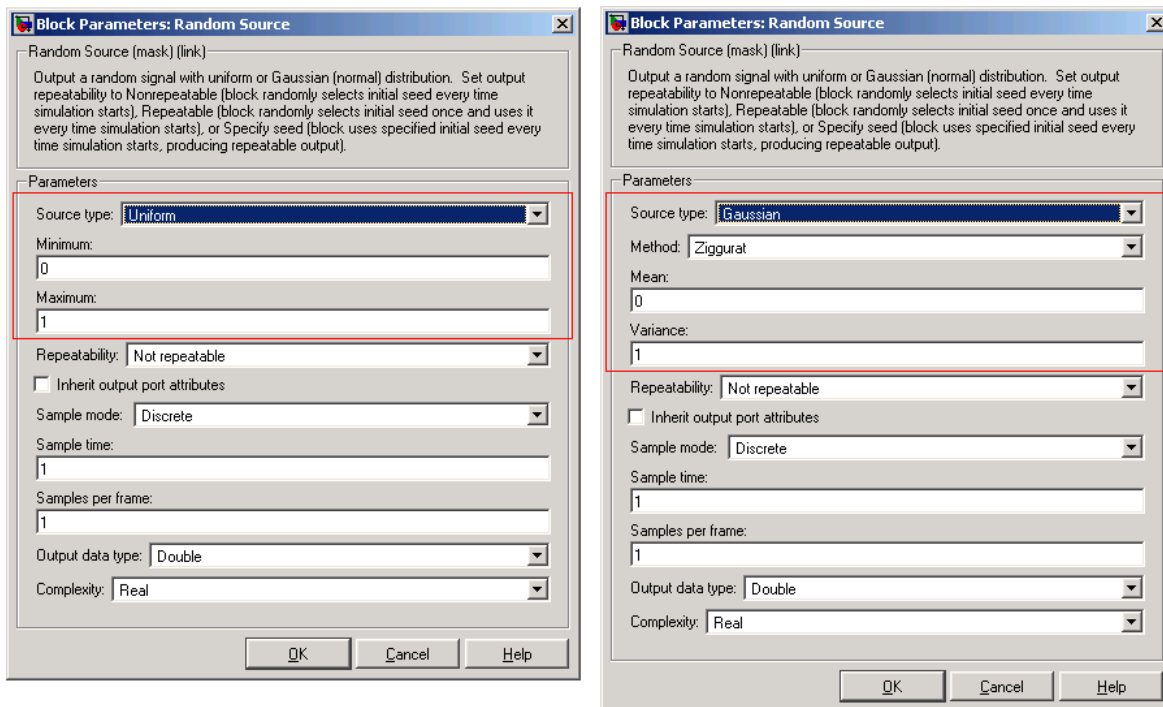 Block Parameters: Random Source
Random Source (mask) (link)
Output a random signal with uniform or Gaussian (normal) distribution. Set output
repeatability to Nonrepeatable (block randomly selects initial seed every time
simulation starts), Repeatable (block randomly selects initial seed once and uses it
every time simulation starts), or Specify seed (block uses specified initial seed every
time simulation starts, producing repeatable output).
Parameters
Source type: Uniform
Minimum:
0
Maximum:
1
Repeatability: Not repeatable
Inherit output port attributes
Sample mode: Discrete
Sample time:
1
Samples per frame:
1
Output data type: Double
Complexity: Real
OK Cancel Help
Block Parameters: Random Source
Random Source (mask) (link)
Output a random signal with uniform or Gaussian (normal) distribution. Set output
repeatability to Nonrepeatable (block randomly selects initial seed every time
simulation starts), Repeatable (block randomly selects initial seed once and uses it
every time simulation starts), or Specify seed (block uses specified initial seed every
time simulation starts, producing repeatable output).
Parameters
Source type: Gaussian
Method: Ziggurat
Mean:
0
Variance:
1
Repeatability: Not repeatable
Inherit output port attributes
Sample mode: Discrete
Sample time:
1
Samples per frame:
1
Output data type: Double
Complexity: Real
OK Cancel Help